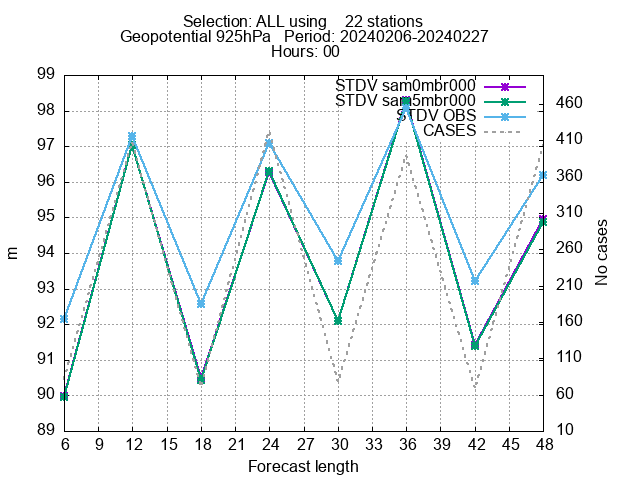 Selection: ALL using    22 stations
Geopotential 925hPa   Period: 20240206-20240227
Hours: 00
STDV sam0mbr000
STDV sam5mbr000
STDV OBS
CASES
99
98
97
96
95
94
93
92
91
90
89
m
460
410
360
310
260
210
160
110
60
10
No cases
6 9 12 15 18 21 24 27 30 33 36 39 42 45 48
Forecast length